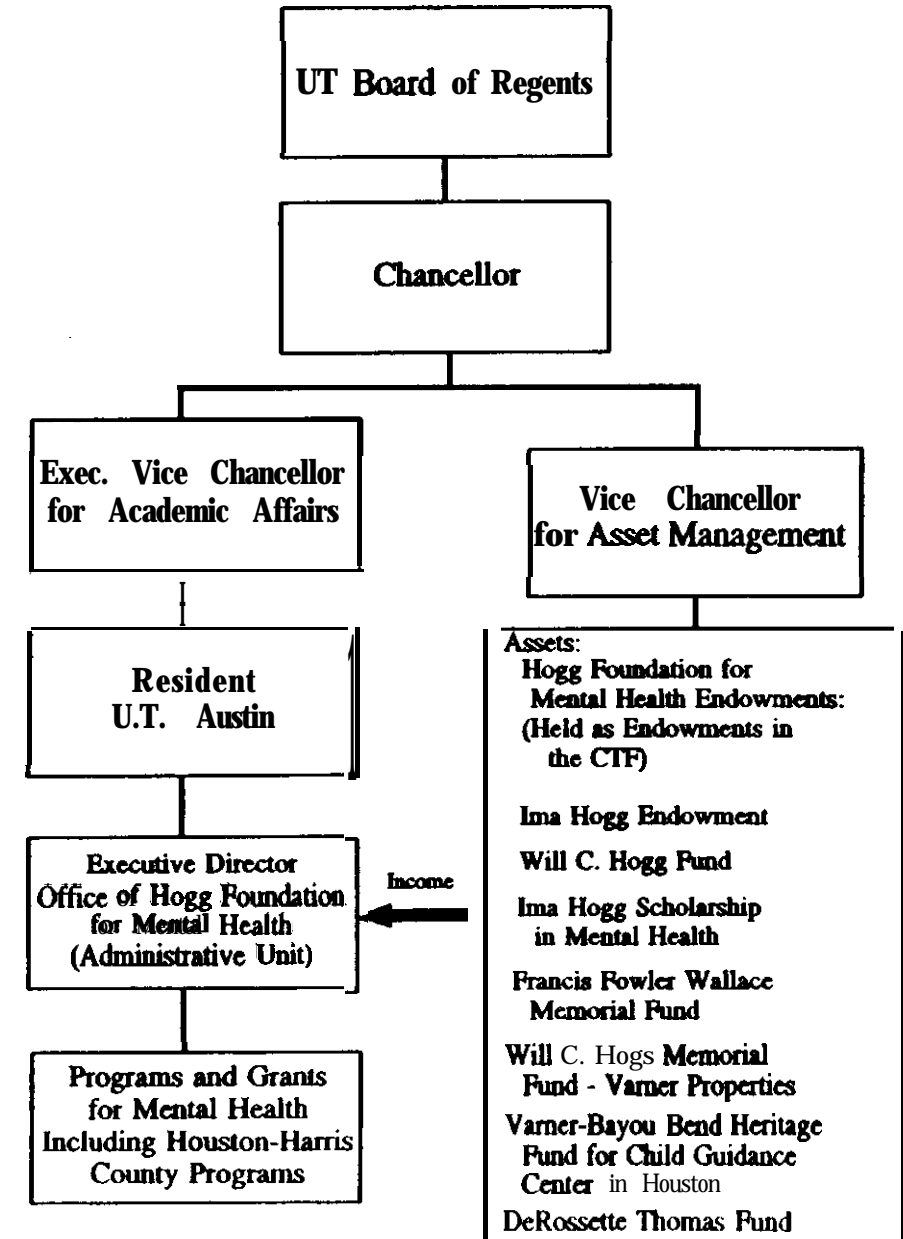 UT Board of Regents
Chancellor
Exec. Vice Chancellor
for Academic Affairs
Vice Chancellor
for Asset Management
Resident
U.T. Austin
Executive Director
Office of Hogg Foundation
for Mental Health
(Administrative Unit)
Income
Programs and Grants
for Mental Health
Including Houston-Harris
County Programs
Assets:
Hogg Foundation for
Mental Health Endowments:
(Held as Endowments in
the CTF)
Ima Hogg Endowment
Will C. Hogg Fund
Ima Hogg Scholarship
in Mental Health
Francis Fowler Wallace
Memorial Fund
Will C. Hogs Memorial
Fund - Varner Properties
Varner-Bayou Bend Heritage
Fund for Child Guidance
Center in Houston
DeRossette Thomas Fund